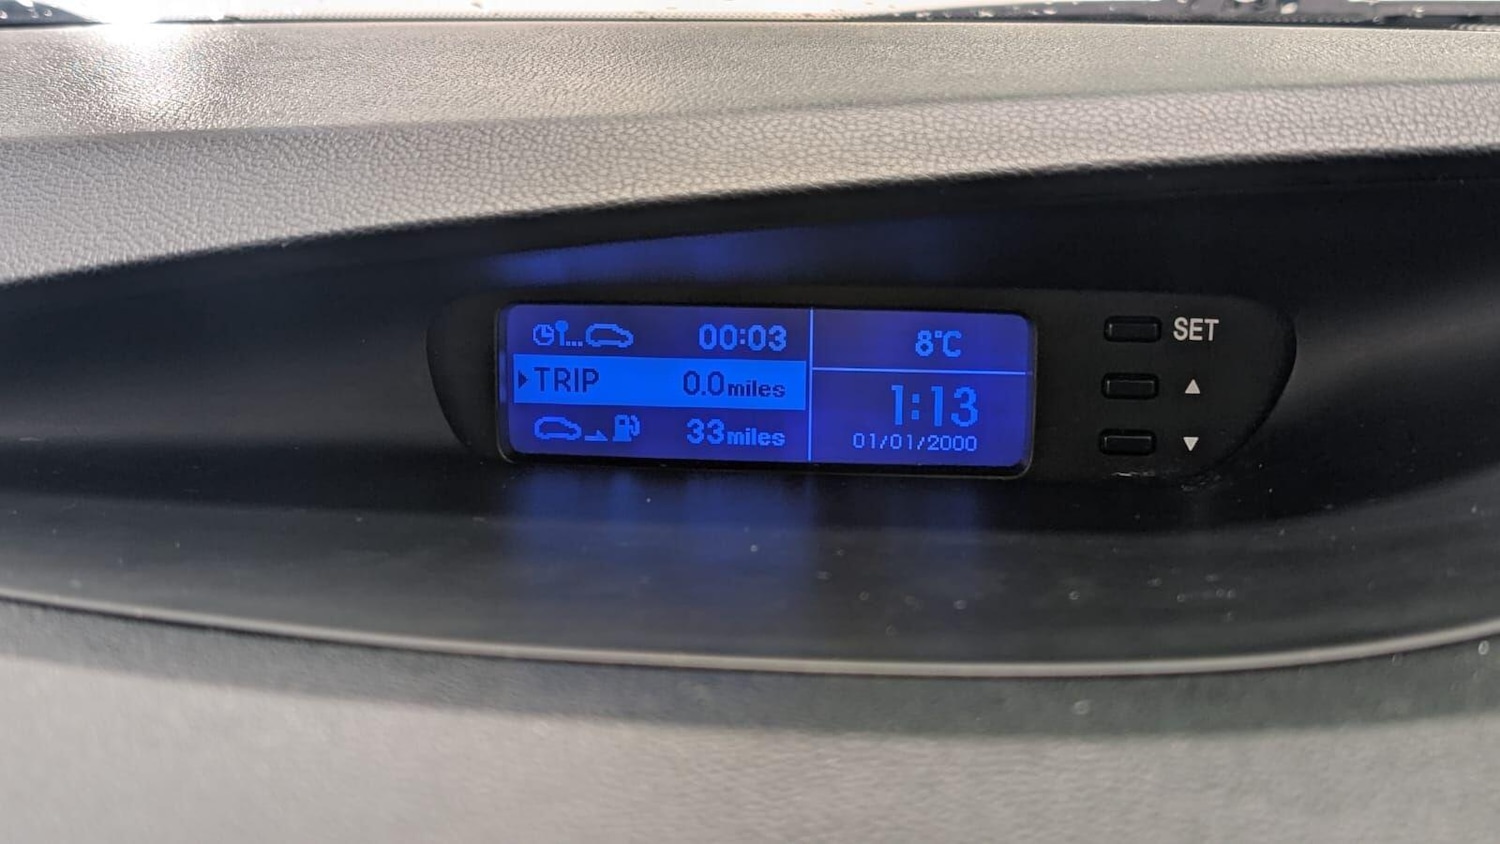 00:03
TRIP 0.0miles
33miles
8°C
1:13
01/01/2000
SET